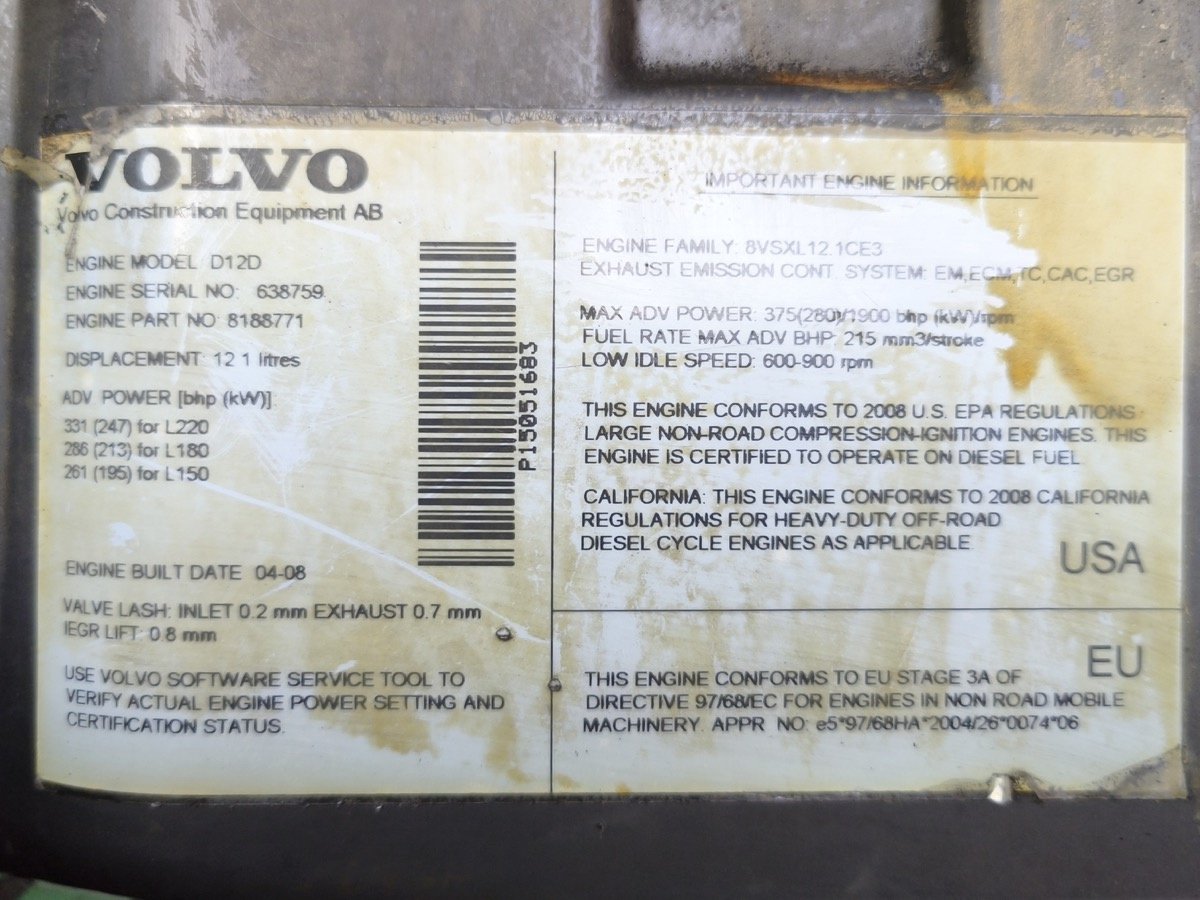 VOLVO
Volvo Construction Equipment AB
ENGINE MODEL D12D
ENGINE SERIAL NO: 638759
ENGINE PART NO 8188771
DISPLACEMENT: 12 1 litres
ADV POWER [bhp (kW)]
331 (247) for L220
286 (213) for L180
261 (195) for L150
ENGINE BUILT DATE 04-08
VALVE LASH: INLET 0.2 mm EXHAUST 0.7 mm
IEGR LIFT: 0.8 mm
USE VOLVO SOFTWARE SERVICE TOOL TO
VERIFY ACTUAL ENGINE POWER SETTING AND
CERTIFICATION STATUS.
P15051683
IMPORTANT ENGINE INFORMATION
ENGINE FAMILY: 8VSXL12.1CE3
EXHAUST EMISSION CONT. SYSTEM: EM,ECM,TC,CAC,EGR
MAX ADV POWER: 375(280)/1900 bhp (kW)/rpm
FUEL RATE MAX ADV BHP: 215 mm3/stroke
LOW IDLE SPEED: 600-900 rpm
THIS ENGINE CONFORMS TO 2008 U.S. EPA REGULATIONS
LARGE NON-ROAD COMPRESSION-IGNITION ENGINES. THIS
ENGINE IS CERTIFIED TO OPERATE ON DIESEL FUEL
CALIFORNIA: THIS ENGINE CONFORMS TO 2008 CALIFORNIA
REGULATIONS FOR HEAVY-DUTY OFF-ROAD
DIESEL CYCLE ENGINES AS APPLICABLE
USA
EU
THIS ENGINE CONFORMS TO EU STAGE 3A OF
DIRECTIVE 97/68/EC FOR ENGINES IN NON ROAD MOBILE
MACHINERY. APPR NO: e5*97/68HA*2004/26*0074*06